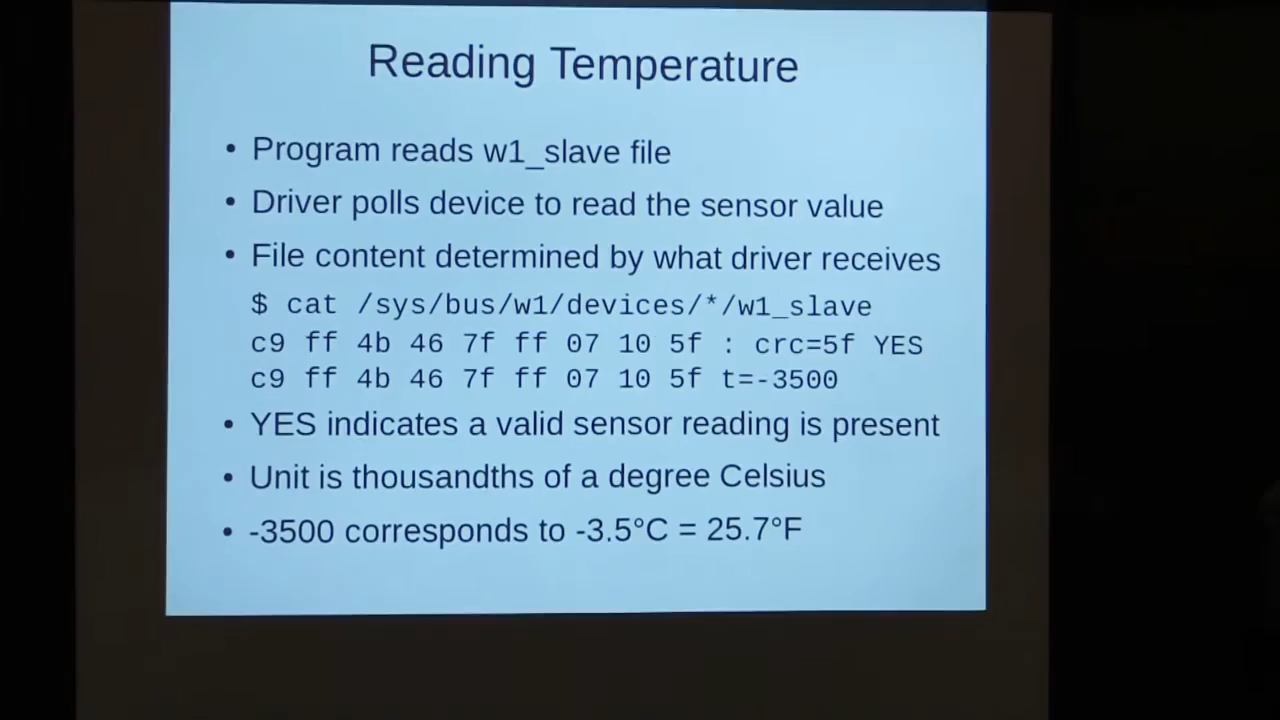 Reading Temperature
• Program reads w1_slave file
• Driver polls device to read the sensor value
• File content determined by what driver receives
$ cat /sys/bus/w1/devices/*/w1_slave
c9 ff 4b 46 7f ff 07 10 5f : crc=5f YES
c9 ff 4b 46 7f ff 07 10 5f t=-3500
• YES indicates a valid sensor reading is present
• Unit is thousandths of a degree Celsius
• -3500 corresponds to -3.5°C = 25.7°F